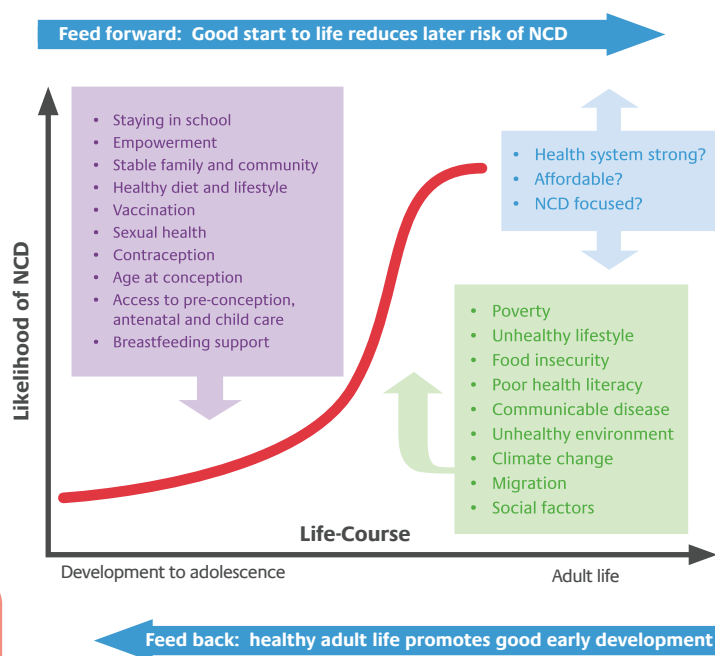 Feed forward:  Good start to life reduces later risk of NCD
• Staying in school
• Empowerment
• Stable family and community
• Healthy diet and lifestyle
• Vaccination
• Sexual health
• Contraception
• Age at conception
• Access to pre-conception,
antenatal and child care
• Breastfeeding support
• Health system strong?
• Affordable?
• NCD focused?
• Poverty
• Unhealthy lifestyle
• Food insecurity
• Poor health literacy
• Communicable disease
• Unhealthy environment
• Climate change
• Migration
• Social factors
Likelihood of NCD
Life-Course
Development to adolescence
Adult life
Feed back:  healthy adult life promotes good early development